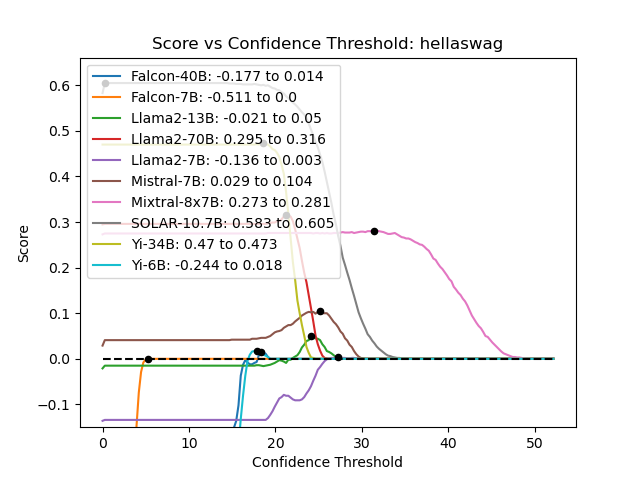 Score vs Confidence Threshold: hellaswag
Falcon-40B: -0.177 to 0.014
Falcon-7B: -0.511 to 0.0
Llama2-13B: -0.021 to 0.05
Llama2-70B: 0.295 to 0.316
Llama2-7B: -0.136 to 0.003
Mistral-7B: 0.029 to 0.104
Mixtral-8x7B: 0.273 to 0.281
SOLAR-10.7B: 0.583 to 0.605
Yi-34B: 0.47 to 0.473
Yi-6B: -0.244 to 0.018
Score
0.6
0.5
0.4
0.3
0.2
0.1
0.0
−0.1
0 10 20 30 40 50
Confidence Threshold